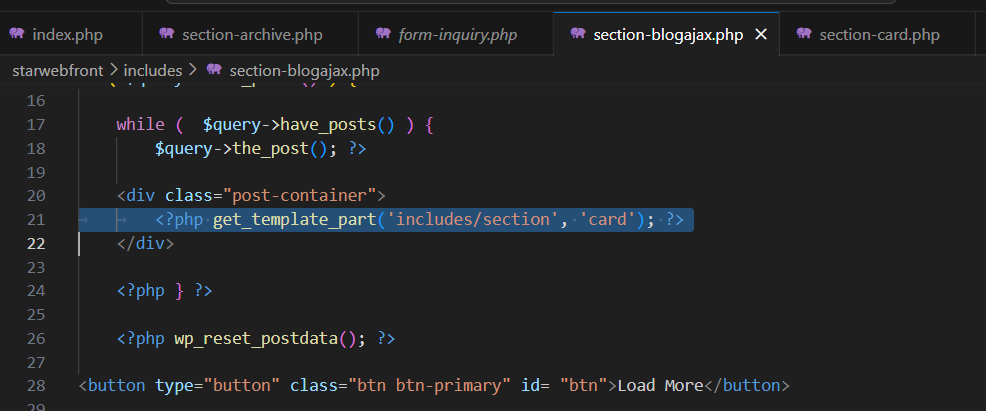 index.php section-archive.php form-inquiry.php section-blogajax.php section-card.php
starwebfront > includes > section-blogajax.php
16
17 while ( $query->have_posts() ) {
18 $query->the_post(); ?>
19
20 <div class="post-container">
21 <?php get_template_part('includes/section', 'card'); ?>
22 </div>
23
24 <?php } ?>
25
26 <?php wp_reset_postdata(); ?>
27
28 <button type="button" class="btn btn-primary" id= "btn">Load More</button>
29